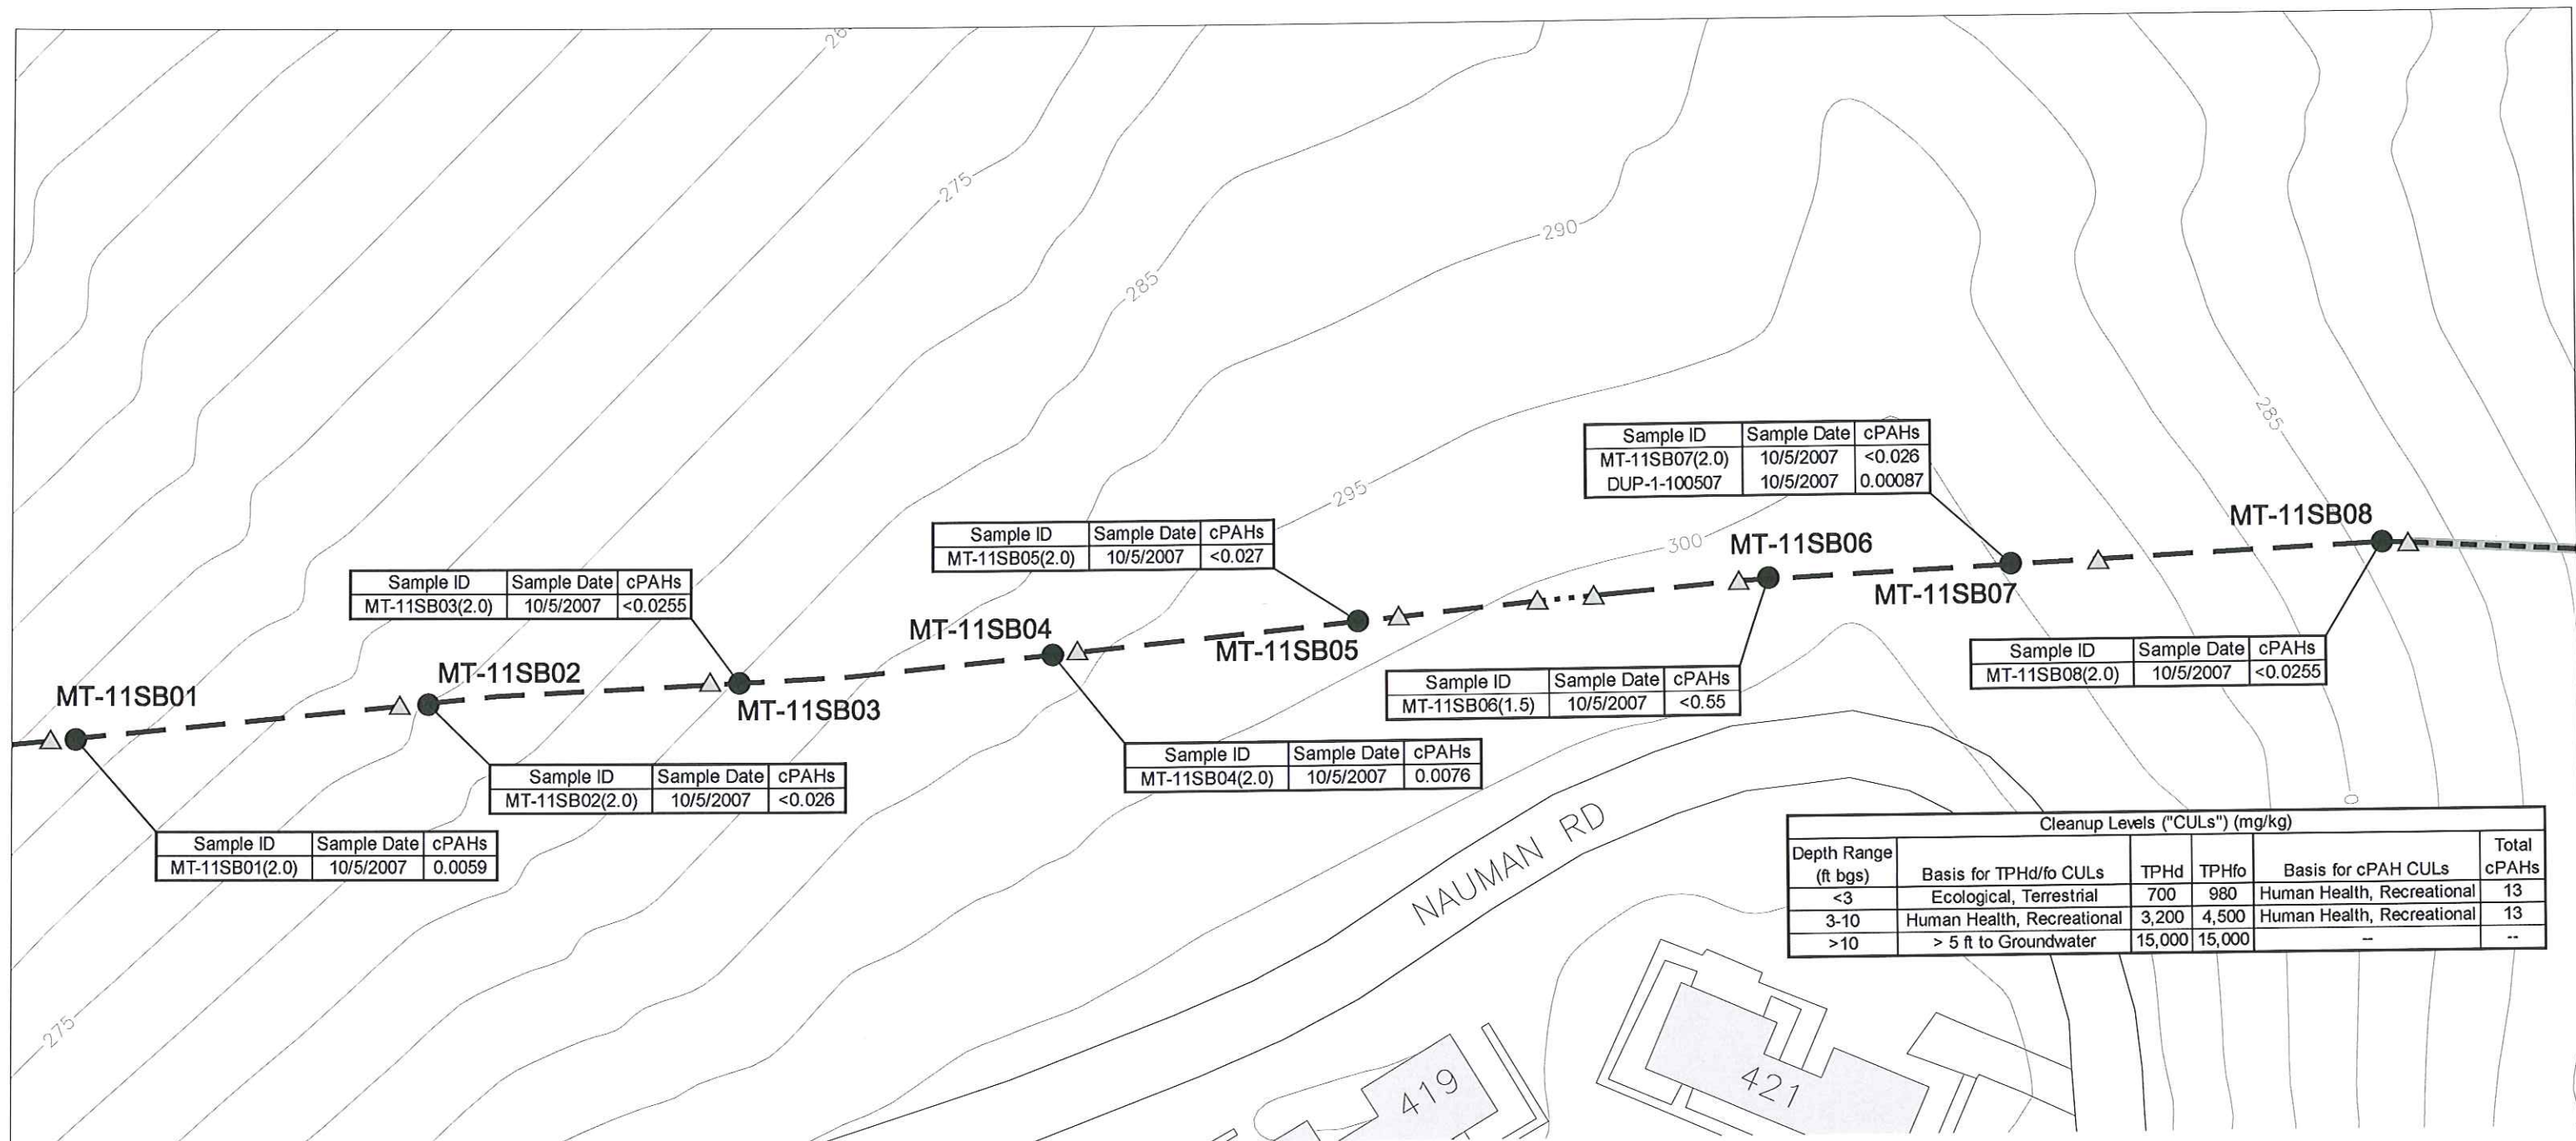 26
275
290
285
295
285
300
Sample ID Sample Date cPAHs
MT-11SB07(2.0) 10/5/2007 <0.026
DUP-1-100507 10/5/2007 0.00087
MT-11SB08
Sample ID Sample Date cPAHs
MT-11SB05(2.0) 10/5/2007 <0.027
MT-11SB06
Sample ID Sample Date cPAHs
MT-11SB03(2.0) 10/5/2007 <0.0255
MT-11SB07
MT-11SB04
MT-11SB05
Sample ID Sample Date cPAHs
MT-11SB08(2.0) 10/5/2007 <0.0255
MT-11SB02
MT-11SB01
MT-11SB03
Sample ID Sample Date cPAHs
MT-11SB06(1.5) 10/5/2007 <0.55
Sample ID Sample Date cPAHs
MT-11SB04(2.0) 10/5/2007 0.0076
Sample ID Sample Date cPAHs
MT-11SB02(2.0) 10/5/2007 <0.026
Sample ID Sample Date cPAHs
MT-11SB01(2.0) 10/5/2007 0.0059
0
NAUMAN RD
Cleanup Levels ("CULs") (mg/kg)
Depth Range (ft bgs) Basis for TPHd/fo CULs TPHd TPHfo Basis for cPAH CULs Total cPAHs
<3 Ecological, Terrestrial 700 980 Human Health, Recreational 13
3-10 Human Health, Recreational 3,200 4,500 Human Health, Recreational 13
>10 > 5 ft to Groundwater 15,000 15,000 -- --
275
419
421